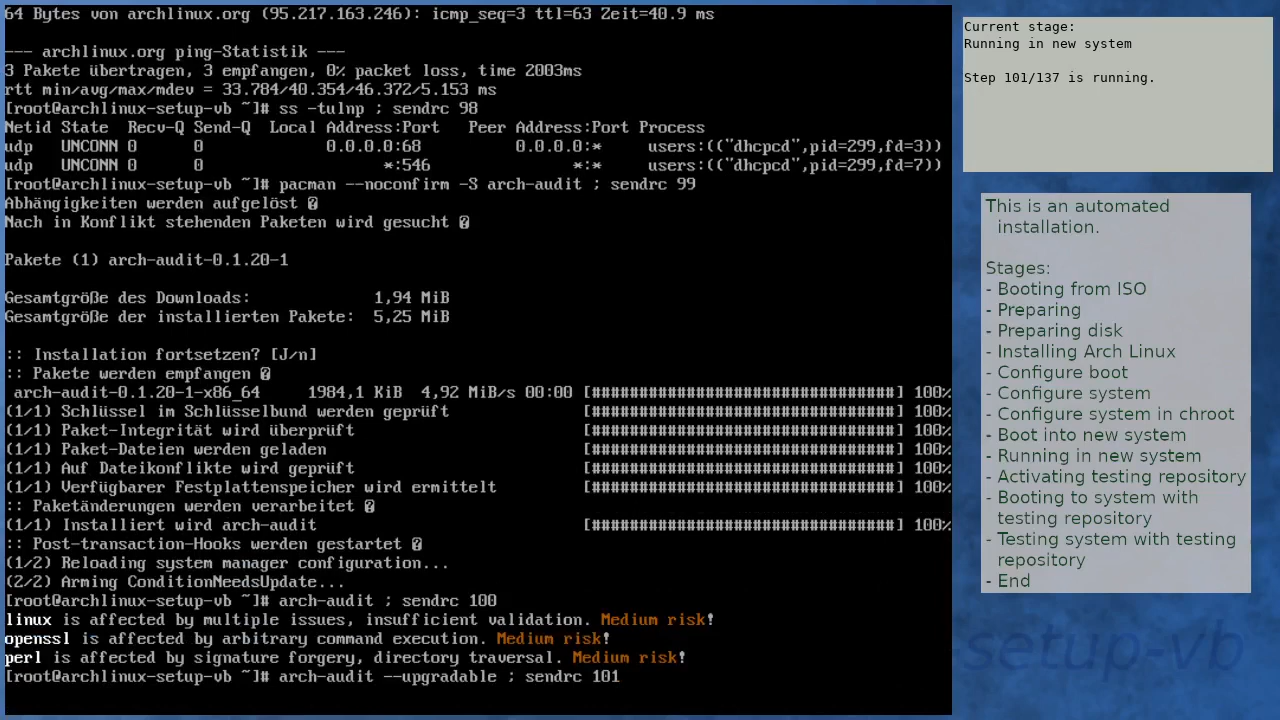 64 Bytes von archlinux.org (95.217.163.246): icmp_seq=3 ttl=63 Zeit=40.9 ms
--- archlinux.org ping-Statistik ---
3 Pakete übertragen, 3 empfangen, 0% packet loss, time 2003ms
rtt min/avg/max/mdev = 33.784/40.354/46.372/5.153 ms
[root@archlinux-setup-vb ~]# ss -tulnp ; sendrc 98
Netid State  Recv-Q Send-Q  Local Address:Port   Peer Address:Port Process
udp   UNCONN 0      0             0.0.0.0:68          0.0.0.0:*     users:(("dhcpcd",pid=299,fd=3))
udp   UNCONN 0      0                   *:546               *:*     users:(("dhcpcd",pid=299,fd=7))
[root@archlinux-setup-vb ~]# pacman --noconfirm -S arch-audit ; sendrc 99
Abhängigkeiten werden aufgelöst �
Nach in Konflikt stehenden Paketen wird gesucht �
Pakete (1) arch-audit-0.1.20-1
Gesamtgröße des Downloads:             1,94 MiB
Gesamtgröße der installierten Pakete:  5,25 MiB
:: Installation fortsetzen? [J/n]
:: Pakete werden empfangen �
arch-audit-0.1.20-1-x86_64     1984,1 KiB  4,92 MiB/s 00:00 [################################] 100%
(1/1) Schlüssel im Schlüsselbund werden geprüft              [################################] 100%
(1/1) Paket-Integrität wird überprüft                        [################################] 100%
(1/1) Paket-Dateien werden geladen                           [################################] 100%
(1/1) Auf Dateikonflikte wird geprüft                        [################################] 100%
(1/1) Verfügbarer Festplattenspeicher wird ermittelt         [################################] 100%
:: Paketänderungen werden verarbeitet �
(1/1) Installiert wird arch-audit                            [################################] 100%
:: Post-transaction-Hooks werden gestartet �
(1/2) Reloading system manager configuration...
(2/2) Arming ConditionNeedsUpdate...
[root@archlinux-setup-vb ~]# arch-audit ; sendrc 100
linux is affected by multiple issues, insufficient validation. Medium risk!
openssl is affected by arbitrary command execution. Medium risk!
perl is affected by signature forgery, directory traversal. Medium risk!
[root@archlinux-setup-vb ~]# arch-audit --upgradable ; sendrc 101
Current stage:
Running in new system
Step 101/137 is running.
This is an automated
installation.
Stages:
- Booting from ISO
- Preparing
- Preparing disk
- Installing Arch Linux
- Configure boot
- Configure system
- Configure system in chroot
- Boot into new system
- Running in new system
- Activating testing repository
- Booting to system with
testing repository
- Testing system with testing
repository
- End
-setup-vb